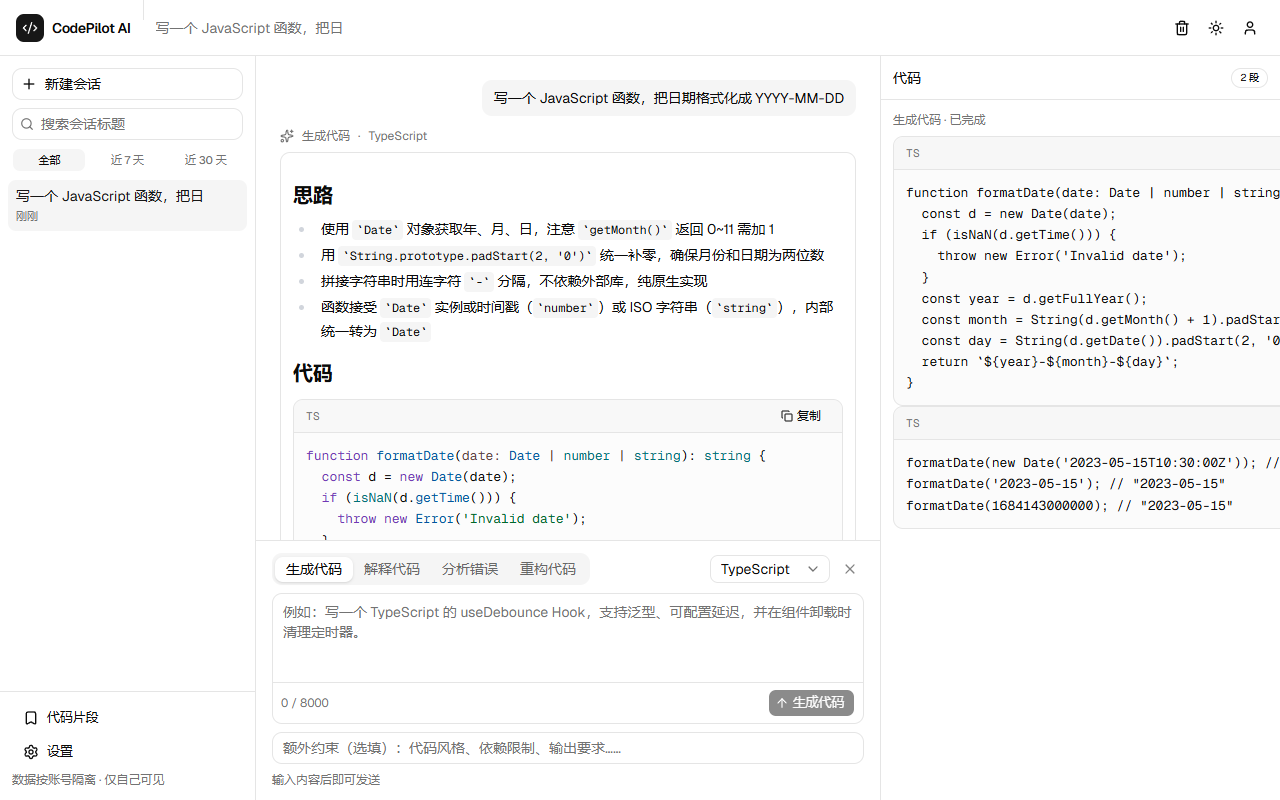 CodePilot AI
写一个 JavaScript 函数，把日
新建会话
搜索会话标题
全部
近 7 天
近 30 天
写一个 JavaScript 函数，把日
刚刚
代码片段
设置
数据按账号隔离 · 仅自己可见
写一个 JavaScript 函数，把日期格式化成 YYYY-MM-DD
生成代码 · TypeScript
思路
使用 `Date` 对象获取年、月、日，注意 `getMonth()` 返回 0~11 需加 1
用 `String.prototype.padStart(2, '0')` 统一补零，确保月份和日期为两位数
拼接字符串时用连字符 `-` 分隔，不依赖外部库，纯原生实现
函数接受 `Date` 实例或时间戳（`number`）或 ISO 字符串（`string`），内部
统一转为 `Date`
代码
TS
复制
function formatDate(date: Date | number | string): string {
  const d = new Date(date);
  if (isNaN(d.getTime())) {
    throw new Error('Invalid date');
  }
生成代码
解释代码
分析错误
重构代码
TypeScript
例如：写一个 TypeScript 的 useDebounce Hook，支持泛型、可配置延迟，并在组件卸载时
清理定时器。
0 / 8000
生成代码
额外约束（选填）：代码风格、依赖限制、输出要求……
输入内容后即可发送
代码
2 段
生成代码 · 已完成
TS
function formatDate(date: Date | number | string
  const d = new Date(date);
  if (isNaN(d.getTime())) {
    throw new Error('Invalid date');
  }
  const year = d.getFullYear();
  const month = String(d.getMonth() + 1).padStar
  const day = String(d.getDate()).padStart(2, '0
  return `${year}-${month}-${day}`;
}
TS
formatDate(new Date('2023-05-15T10:30:00Z')); //
formatDate('2023-05-15'); // "2023-05-15"
formatDate(1684143000000); // "2023-05-15"